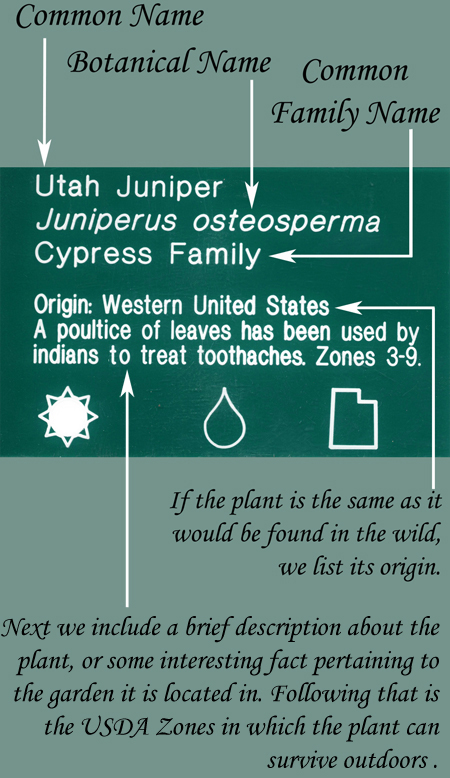 Common Name
Botanical Name
Common
Family Name
Utah Juniper
Juniperus osteosperma
Cypress Family
Origin: Western United States
A poultice of leaves has been used by
indians to treat toothaches. Zones 3-9.
If the plant is the same as it
would be found in the wild,
we list its origin.
Next we include a brief description about the
plant, or some interesting fact pertaining to
the garden it is located in. Following that is
the USDA Zones in which the plant can
survive outdoors .